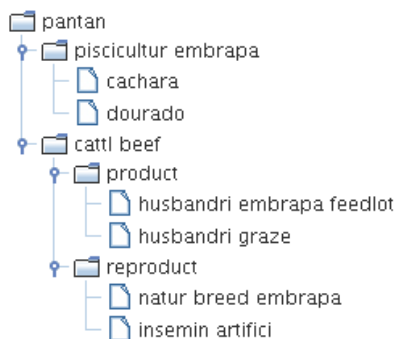 pantan
piscicultur embrapa
cachara
dourado
cattl beef
product
husbandri embrapa feedlot
husbandri graze
reproduct
natur breed embrapa
insemin artifici